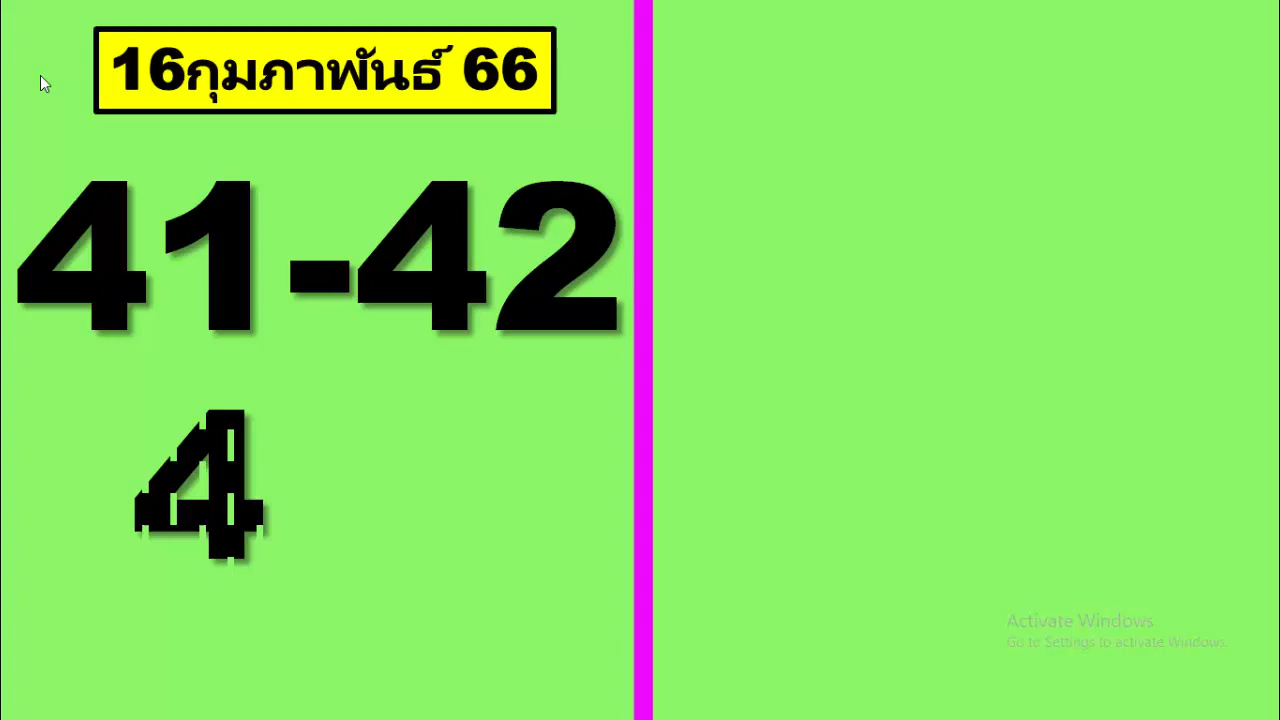 16กุมภาพันธ์ 66
41-42
4
Activate Windows
Go to Settings to activate Windows.